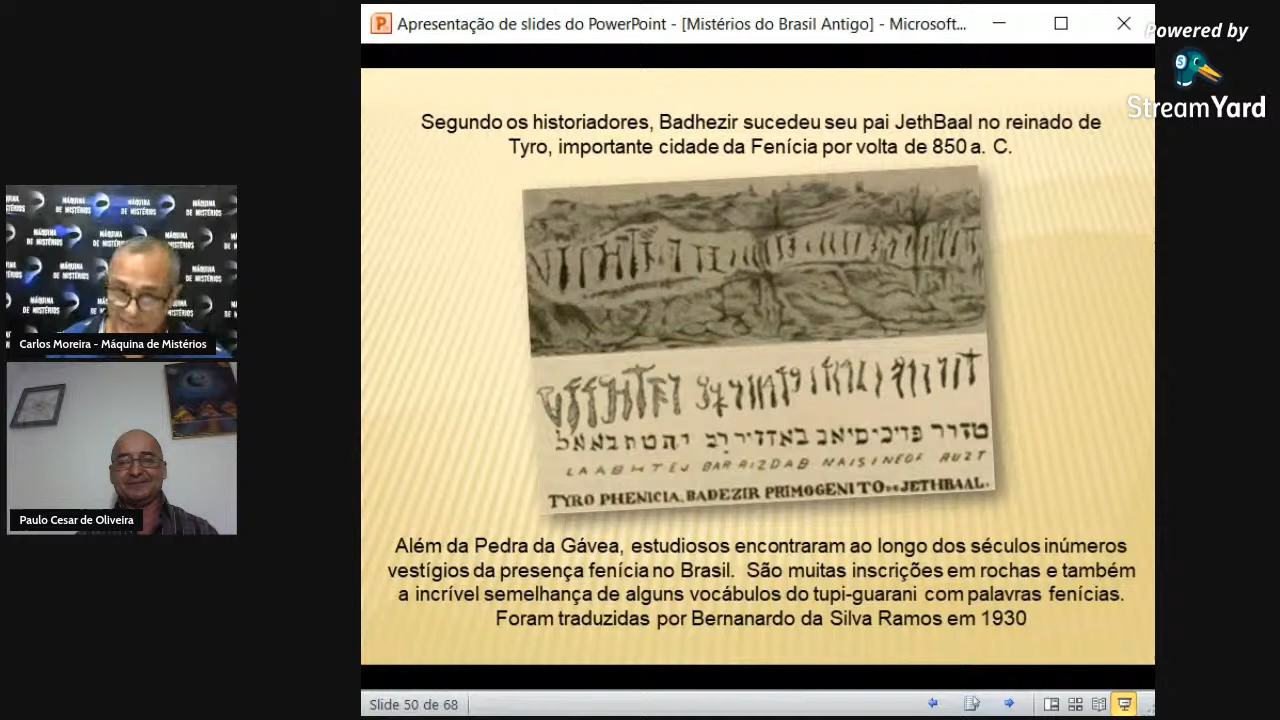 Apresentação de slides do PowerPoint - [Mistérios do Brasil Antigo] - Microsoft...
Powered by
StreamYard
Segundo os historiadores, Badhezir sucedeu seu pai JethBaal no reinado de
Tyro, importante cidade da Fenícia por volta de 850 a. C.
LAABHTEJ BAR RIZDAB NAISINEOF RUZT
TYRO PHENICIA, BADEZIR PRIMOGENITO DE JETHBAAL.
Além da Pedra da Gávea, estudiosos encontraram ao longo dos séculos inúmeros
vestígios da presença fenícia no Brasil. São muitas inscrições em rochas e também
a incrível semelhança de alguns vocábulos do tupi-guarani com palavras fenícias.
Foram traduzidas por Bernanardo da Silva Ramos em 1930
MÁQUINA
DE MISTÉRIOS
Carlos Moreira - Máquina de Mistérios
Paulo Cesar de Oliveira
Slide 50 de 68